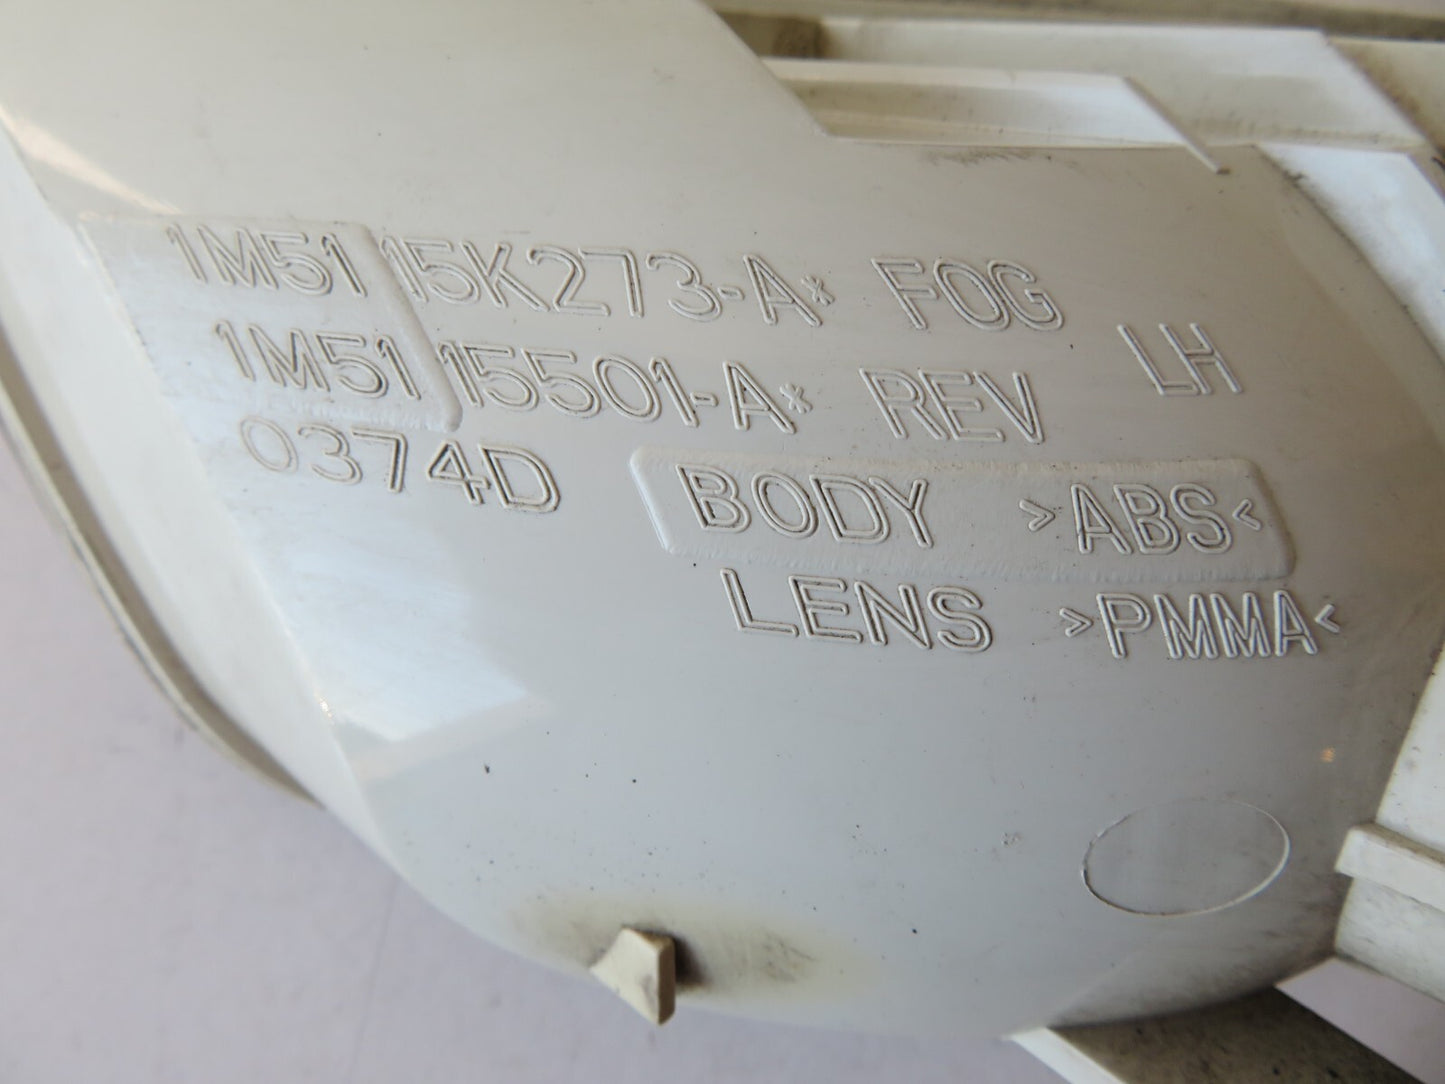 1M51 15K273-A* FOG
1M51 15501-A* REV
LH
0374D
BODY >ABS<
LENS >PMMA<